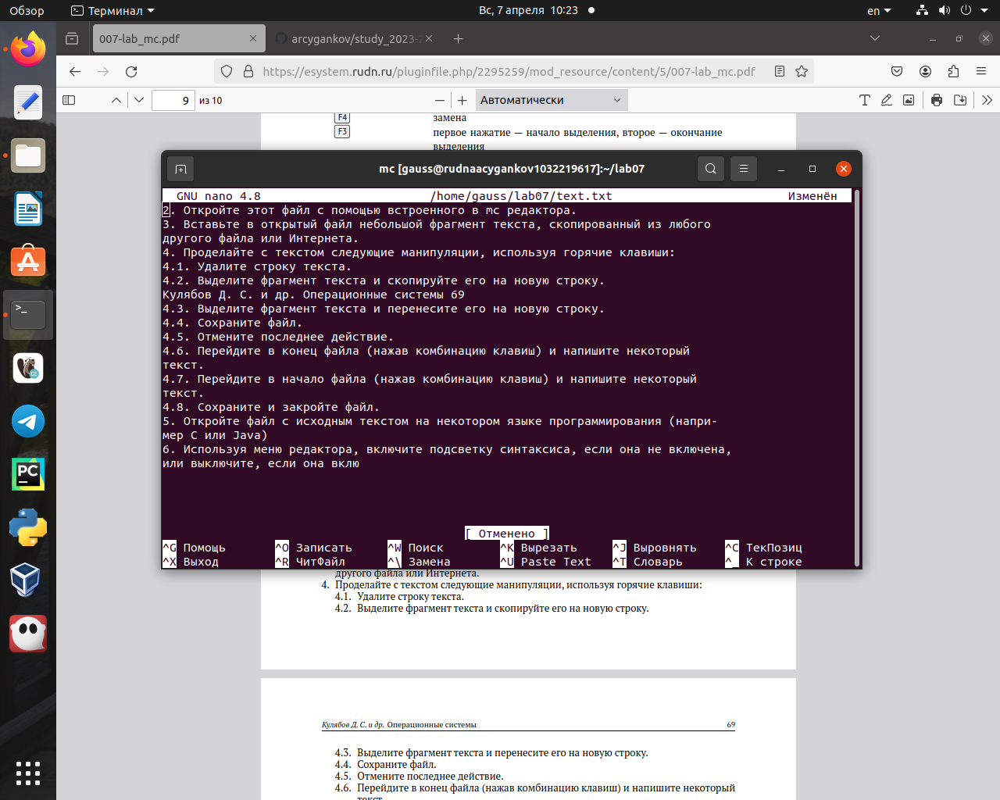 Обзор
Терминал
Вс, 7 апреля 10:23
en
007-lab_mc.pdf
arcygankov/study_2023-2
https://esystem.rudn.ru/pluginfile.php/2295259/mod_resource/content/5/007-lab_mc.pdf
9 из 10
Автоматически
F4 замена
F3 первое нажатие — начало выделения, второе — окончание
выделения
mc [gauss@rudnaacygankov1032219617]:~/lab07
GNU nano 4.8 /home/gauss/lab07/text.txt Изменён
2. Откройте этот файл с помощью встроенного в mc редактора.
3. Вставьте в открытый файл небольшой фрагмент текста, скопированный из любого
другого файла или Интернета.
4. Проделайте с текстом следующие манипуляции, используя горячие клавиши:
4.1. Удалите строку текста.
4.2. Выделите фрагмент текста и скопируйте его на новую строку.
Кулябов Д. С. и др. Операционные системы 69
4.3. Выделите фрагмент текста и перенесите его на новую строку.
4.4. Сохраните файл.
4.5. Отмените последнее действие.
4.6. Перейдите в конец файла (нажав комбинацию клавиш) и напишите некоторый
текст.
4.7. Перейдите в начало файла (нажав комбинацию клавиш) и напишите некоторый
текст.
4.8. Сохраните и закройте файл.
5. Откройте файл с исходным текстом на некотором языке программирования (напри-
мер C или Java)
6. Используя меню редактора, включите подсветку синтаксиса, если она не включена,
или выключите, если она вклю
[ Отменено ]
^G Помощь ^O Записать ^W Поиск ^K Вырезать ^J Выровнять ^C ТекПозиц
^X Выход ^R ЧитФайл ^\ Замена ^U Paste Text ^T Словарь ^_ К строке
другого файла или Интернета.
4. Проделайте с текстом следующие манипуляции, используя горячие клавиши:
4.1. Удалите строку текста.
4.2. Выделите фрагмент текста и скопируйте его на новую строку.
Кулябов Д. С. и др. Операционные системы 69
4.3. Выделите фрагмент текста и перенесите его на новую строку.
4.4. Сохраните файл.
4.5. Отмените последнее действие.
4.6. Перейдите в конец файла (нажав комбинацию клавиш) и напишите некоторый
текст.